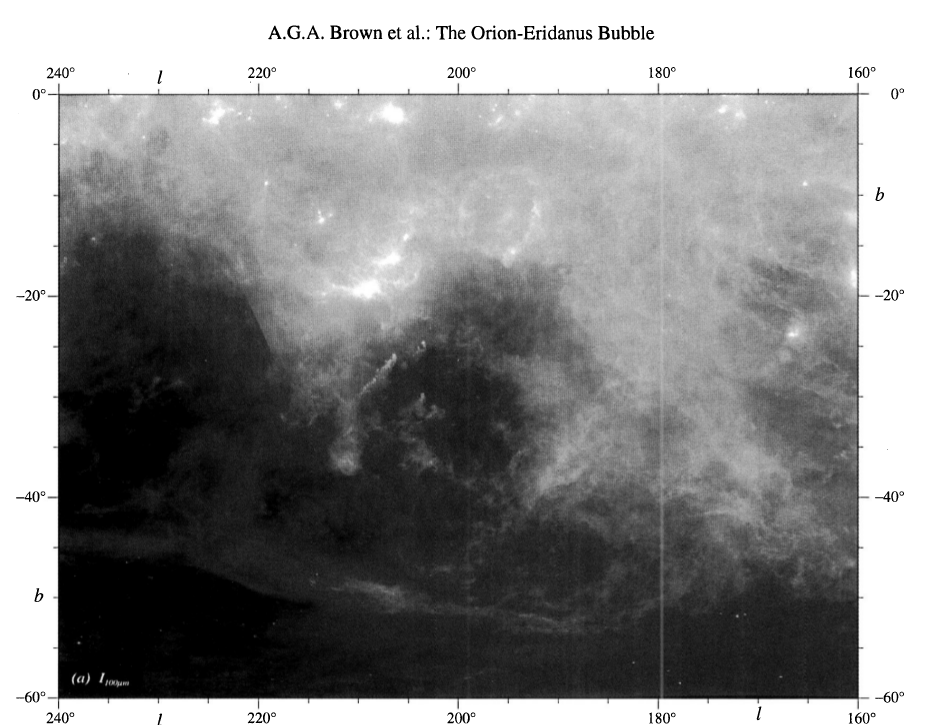 A.G.A. Brown et al.: The Orion-Eridanus Bubble
240° l 220° 200° 180° 160°
0° 0°
b
−20° −20°
−40° −40°
b
(a) I100μm
−60° −60°
240° l 220° 200° 180° l 160°